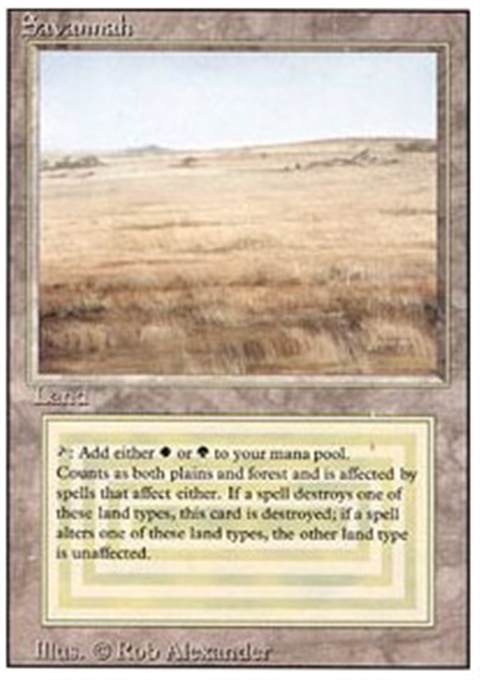 Savannah
Land
: Add either or to your mana pool.
Counts as both plains and forest and is affected by
spells that affect either. If a spell destroys one of
these land types, this card is destroyed; if a spell
alters one of these land types, the other land type
is unaffected.
Illus. © Rob Alexander